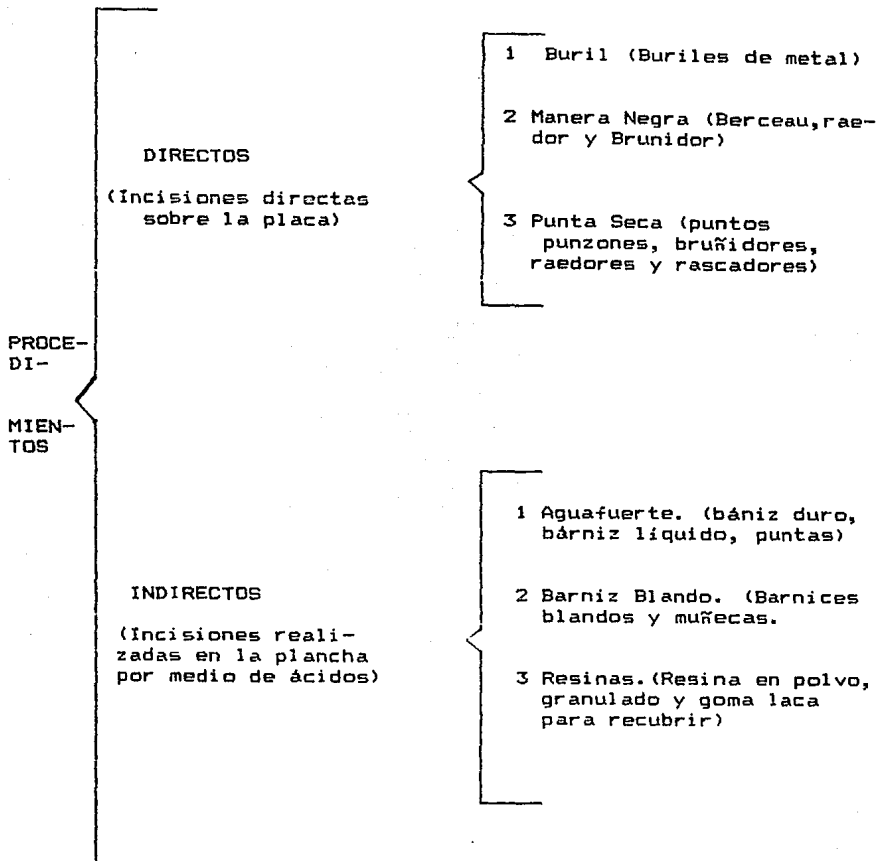 PROCE-
DI-
MIEN-
TOS
DIRECTOS
(Incisiones directas
sobre la placa)
1 Buril (Buriles de metal)
2 Manera Negra (Berceau,rae-
dor y Brunidor)
3 Punta Seca (puntos
punzones, bruñidores,
raedores y rascadores)
INDIRECTOS
(Incisiones reali-
zadas en la plancha
por medio de ácidos)
1 Aguafuerte. (bániz duro,
bárniz líquido, puntas)
2 Barniz Blando. (Barnices
blandos y muñecas.
3 Resinas.(Resina en polvo,
granulado y goma laca
para recubrir)